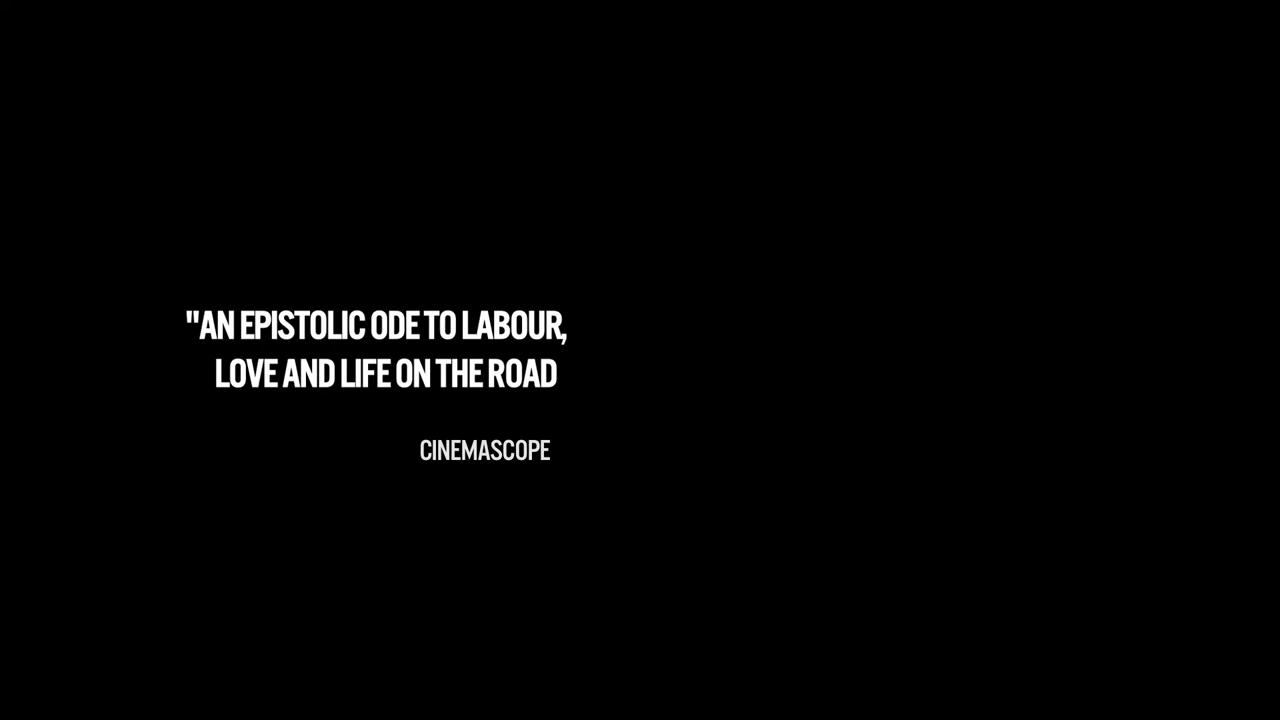 "AN EPISTOLIC ODE TO LABOUR,
LOVE AND LIFE ON THE ROAD
CINEMASCOPE